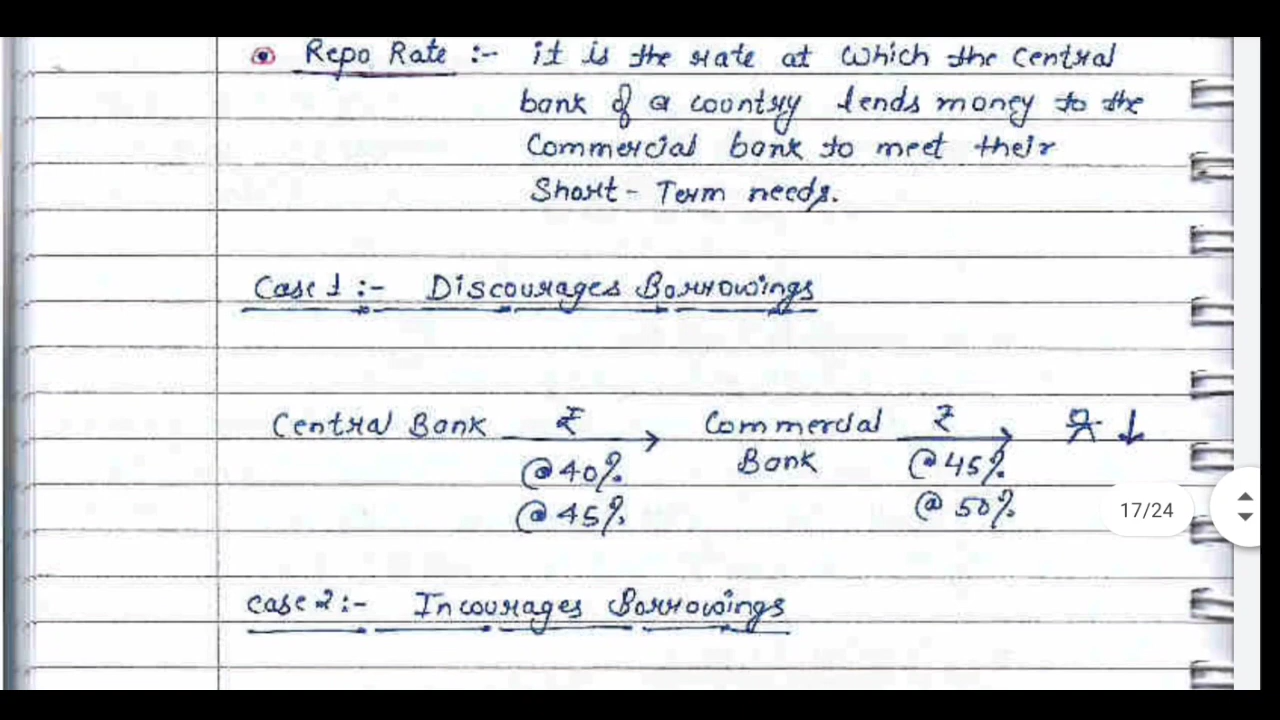 Repo Rate :- it is the rate at which the Central
bank of a country lends money to the
Commercial bank to meet their
Short - Term needs.
Case 1 :- Discourages Borrowings
Central Bank ₹ Commercial ₹
@ 40% Bank @ 45%
@ 45% @ 50%
17/24
Case 2 :- Incourages Borrowings